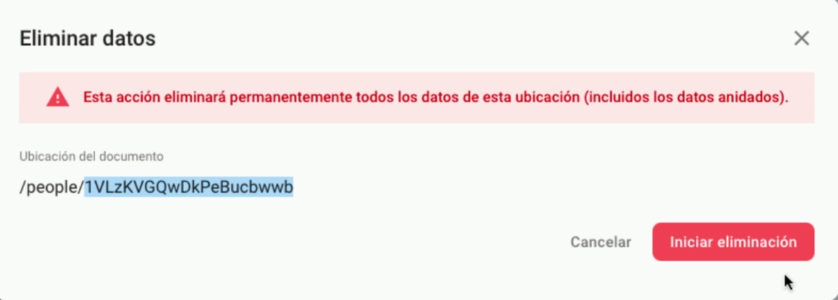 Eliminar datos
Esta acción eliminará permanentemente todos los datos de esta ubicación (incluidos los datos anidados).
Ubicación del documento
/people/1VLzKVGQwDkPeBucbwwb
Cancelar
Iniciar eliminación